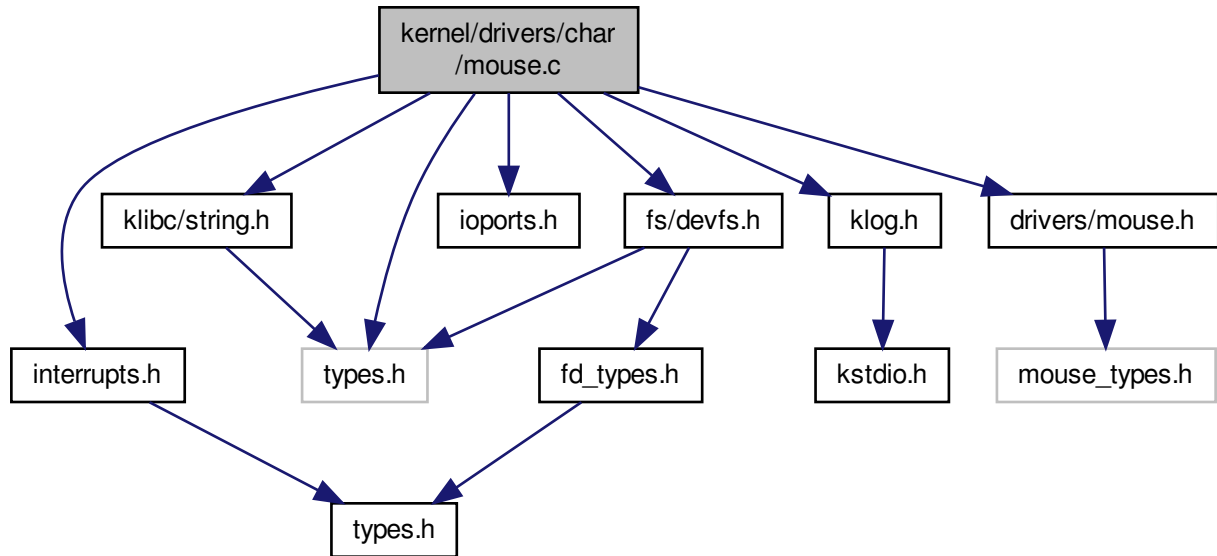 kernel/drivers/char
/mouse.c
klibc/string.h
ioports.h
fs/devfs.h
klog.h
drivers/mouse.h
interrupts.h
types.h
fd_types.h
kstdio.h
mouse_types.h
types.h